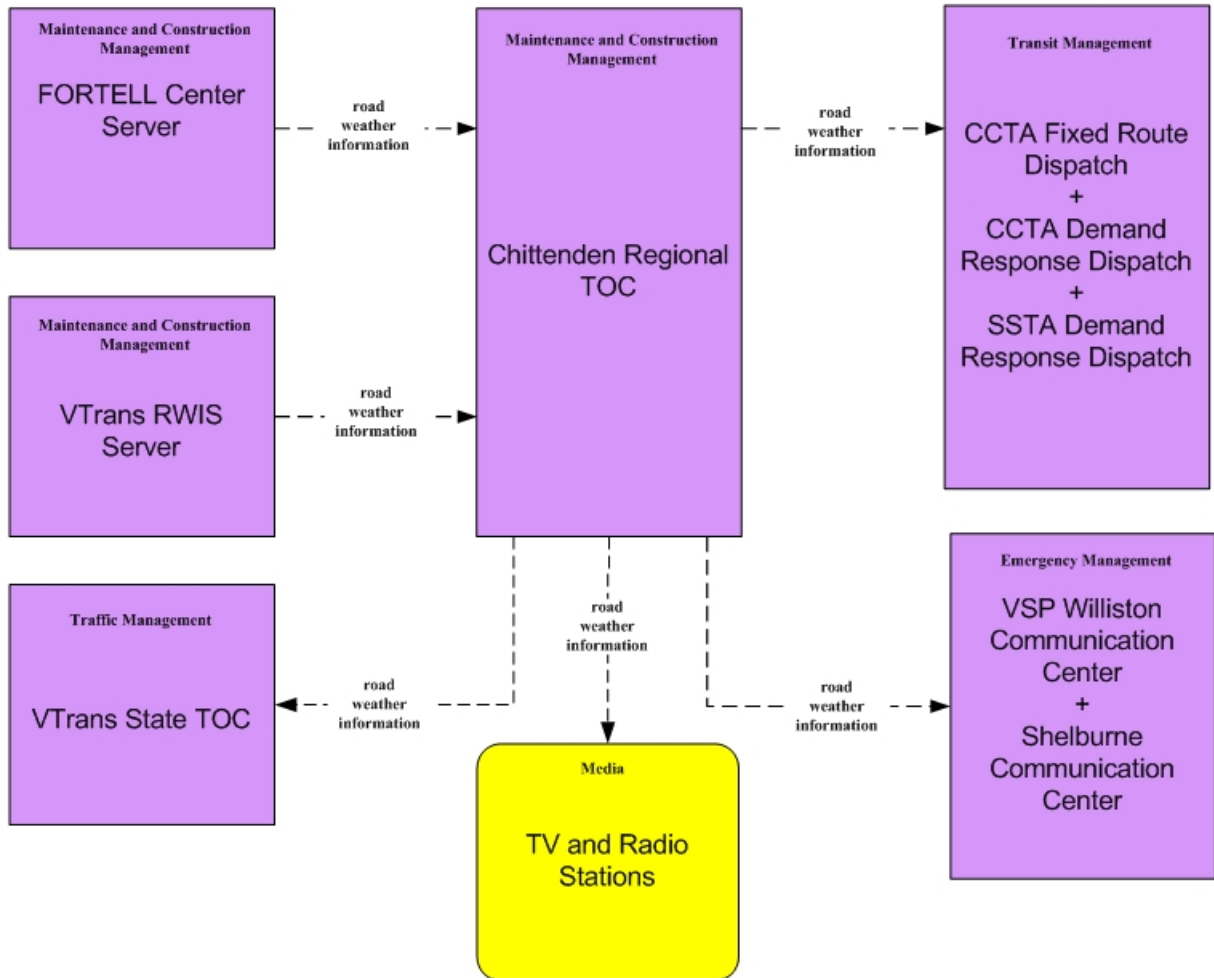 Maintenance and Construction
Management
FORTELL Center
Server
road
weather
information
Maintenance and Construction
Management
Chittenden Regional
TOC
road
weather
information
Transit Management
CCTA Fixed Route
Dispatch
+
CCTA Demand
Response Dispatch
+
SSTA Demand
Response Dispatch
Maintenance and Construction
Management
VTrans RWIS
Server
road
weather
information
Traffic Management
VTrans State TOC
road
weather
information
road
weather
information
road
weather
information
Emergency Management
VSP Williston
Communication
Center
+
Shelburne
Communication
Center
Media
TV and Radio
Stations